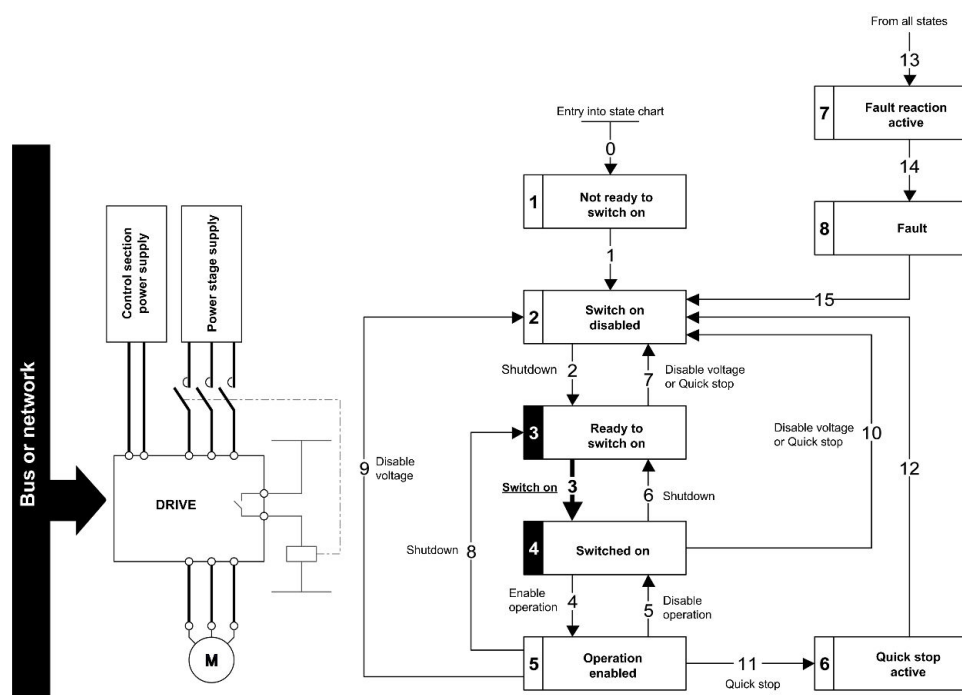 From all states
13
7
Fault reaction
active
14
8
Fault
15
Entry into state chart
0
1
Not ready to
switch on
1
2
Switch on
disabled
Shutdown
2
7
Disable voltage
or Quick stop
3
Ready to
switch on
Switch on
3
6
Shutdown
4
Switched on
Enable
operation
4
5
Disable
operation
5
Operation
enabled
11
Quick stop
6
Quick stop
active
9
Disable
voltage
Shutdown
8
Disable voltage
or Quick stop
10
12
Bus or network
Control section
power supply
Power stage supply
DRIVE
M